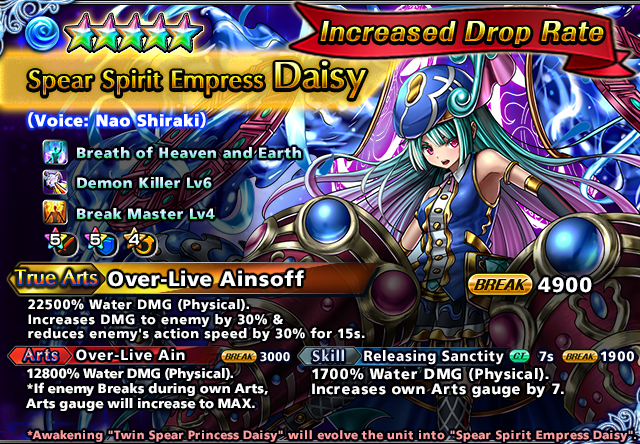 Increased Drop Rate
Spear Spirit Empress Daisy
(Voice: Nao Shiraki)
Breath of Heaven and Earth
Demon Killer Lv6
Break Master Lv4
5 5 4
True Arts Over-Live Ainsoff BREAK 4900
22500% Water DMG (Physical).
Increases DMG to enemy by 30% &
reduces enemy's action speed by 30% for 15s.
Arts Over-Live Ain BREAK 3000
12800% Water DMG (Physical).
*If enemy Breaks during own Arts,
Arts gauge will increase to MAX.
Skill Releasing Sanctity CT. 7s BREAK 1900
1700% Water DMG (Physical).
Increases own Arts gauge by 7.
*Awakening "Twin Spear Princess Daisy" will evolve the unit into "Spear Spirit Empress Daisy".